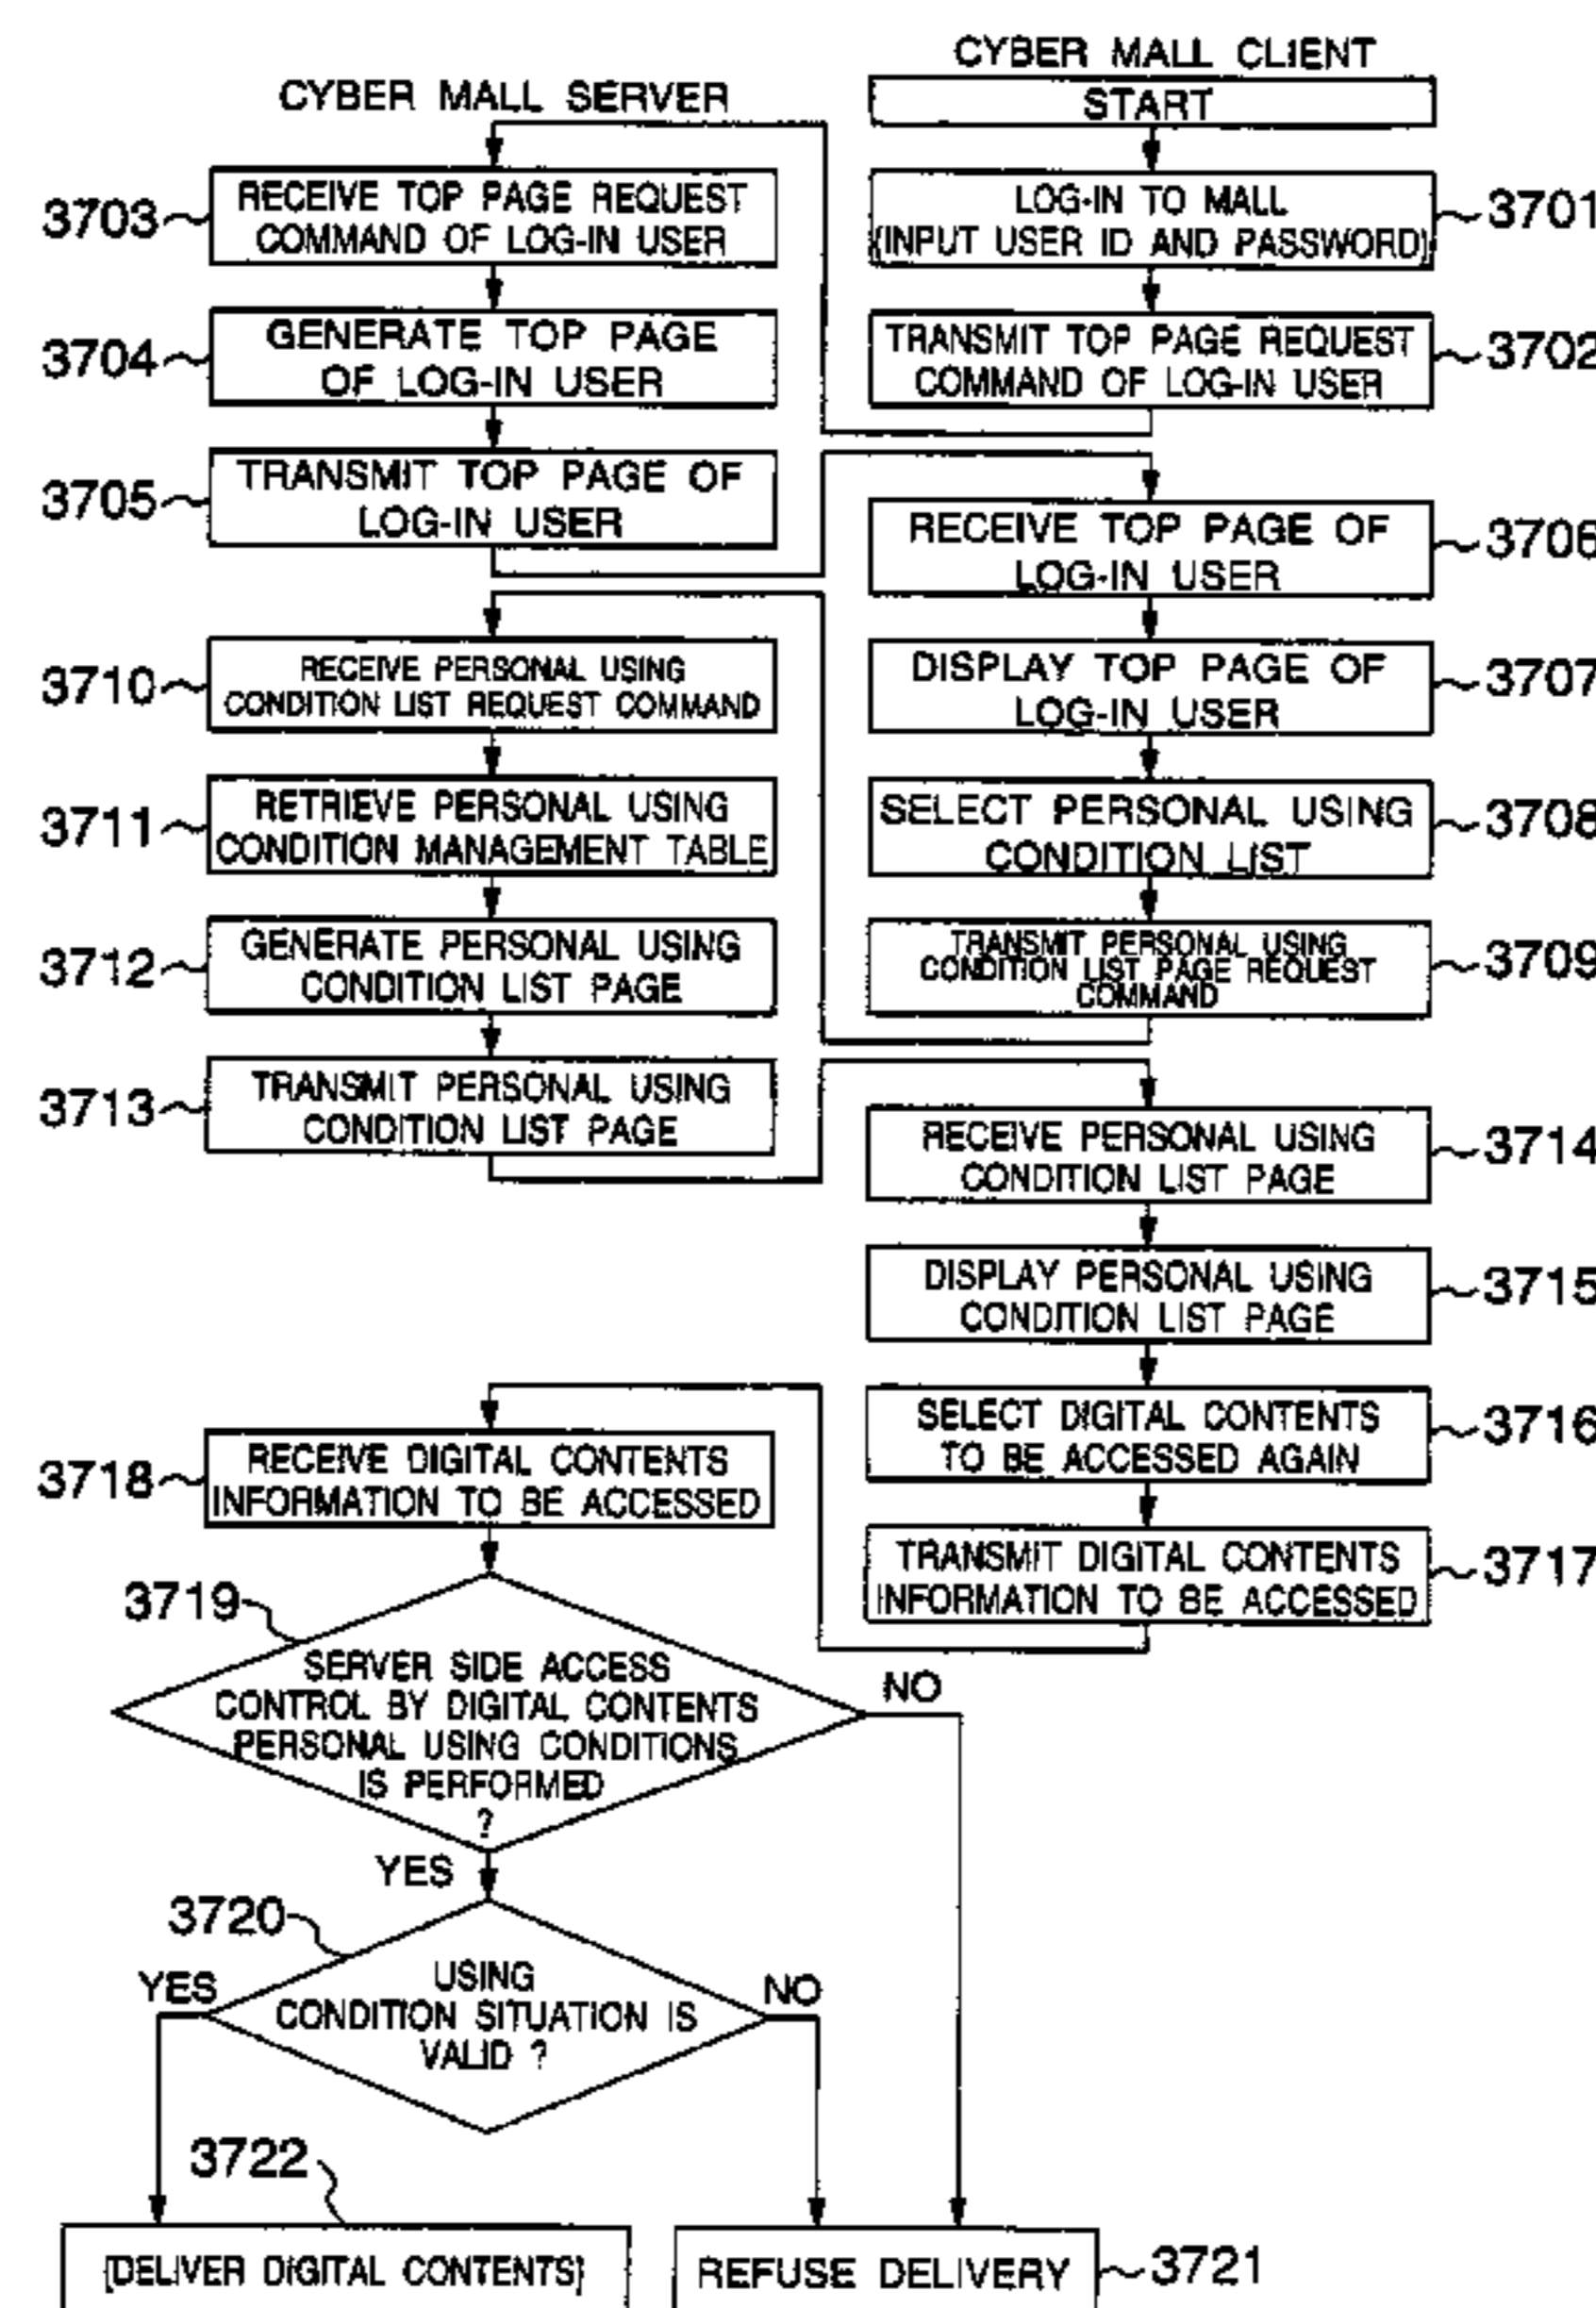 CYBER MALL CLIENT
CYBER MALL SERVER
START
3703
RECEIVE TOP PAGE REQUEST
COMMAND OF LOG-IN USER
LOG-IN TO MALL
(INPUT USER ID AND PASSWORD)
3701
3704
GENERATE TOP PAGE
OF LOG-IN USER
TRANSMIT TOP PAGE REQUEST
COMMAND OF LOG-IN USER
3702
3705
TRANSMIT TOP PAGE OF
LOG-IN USER
RECEIVE TOP PAGE OF
LOG-IN USER
3706
3710
RECEIVE PERSONAL USING
CONDITION LIST REQUEST COMMAND
DISPLAY TOP PAGE OF
LOG-IN USER
3707
3711
RETRIEVE PERSONAL USING
CONDITION MANAGEMENT TABLE
SELECT PERSONAL USING
CONDITION LIST
3708
3712
GENERATE PERSONAL USING
CONDITION LIST PAGE
TRANSMIT PERSONAL USING
CONDITION LIST PAGE REQUEST
COMMAND
3709
3713
TRANSMIT PERSONAL USING
CONDITION LIST PAGE
RECEIVE PERSONAL USING
CONDITION LIST PAGE
3714
DISPLAY PERSONAL USING
CONDITION LIST PAGE
3715
SELECT DIGITAL CONTENTS
TO BE ACCESSED AGAIN
3716
3718
RECEIVE DIGITAL CONTENTS
INFORMATION TO BE ACCESSED
TRANSMIT DIGITAL CONTENTS
INFORMATION TO BE ACCESSED
3717
3719
SERVER SIDE ACCESS
CONTROL BY DIGITAL CONTENTS
PERSONAL USING CONDITIONS
IS PERFORMED
?
NO
YES
3720
USING
CONDITION SITUATION IS
VALID ?
YES
NO
3722
[DELIVER DIGITAL CONTENTS]
REFUSE DELIVERY
3721